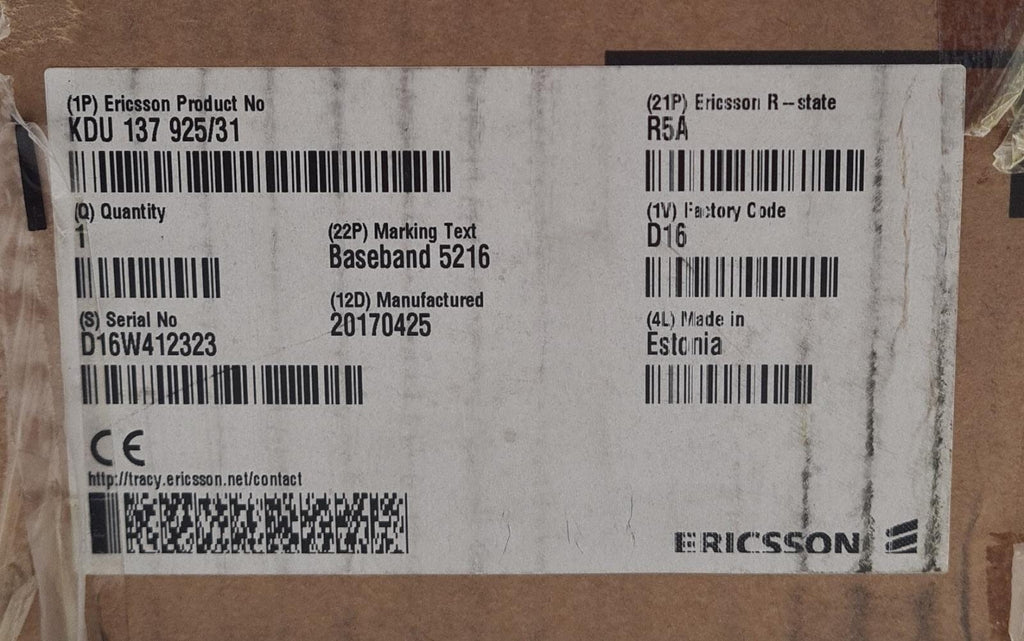 (1P) Ericsson Product No
KDU 137 925/31
(21P) Ericsson R-state
R5A
(Q) Quantity
1
(22P) Marking Text
Baseband 5216
(1V) Factory Code
D16
(12D) Manufactured
20170425
(S) Serial No
D16W412323
(4L) Made in
Estonia
CE
http://tracy.ericsson.net/contact
ERICSSON